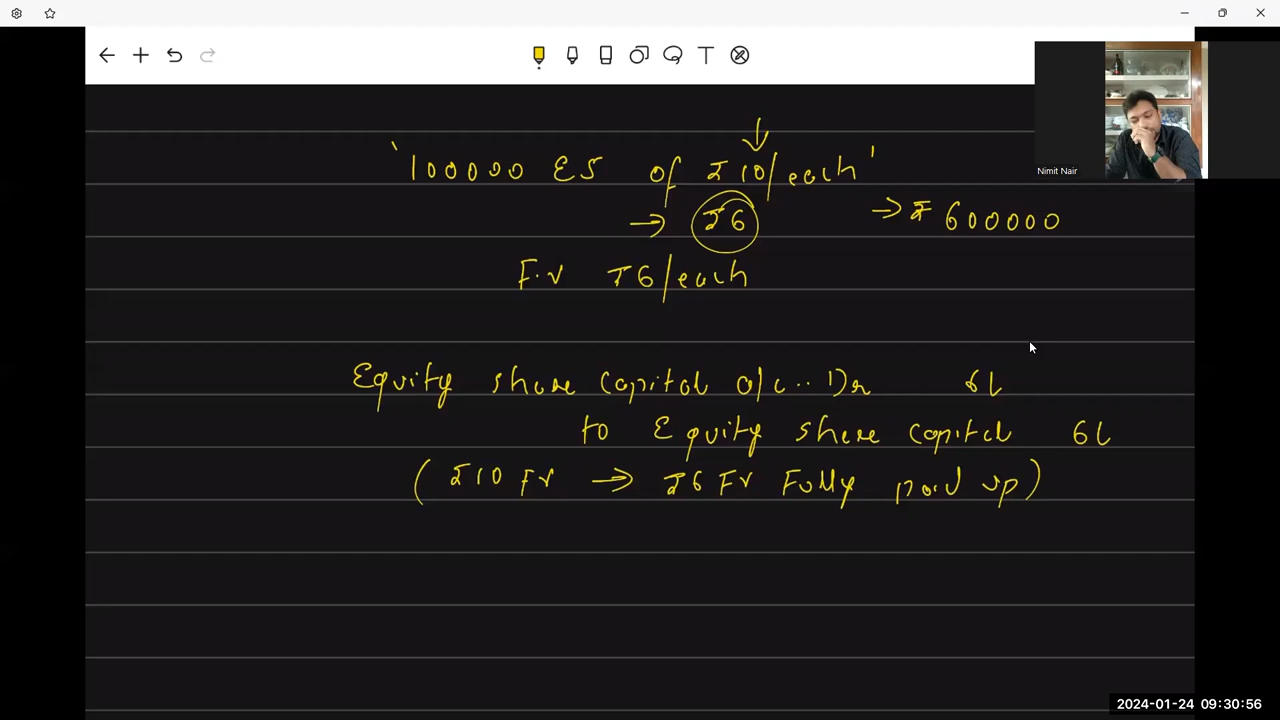 '100000 ES of ₹10/each'
→ ₹6 → ₹600000
F.V ₹6/each
Equity share capital a/c..Dr 6L
to Equity share capital 6L
(₹10 FV → ₹6 FV Fully paid up)
Nimit Nair
2024-01-24 09:30:56